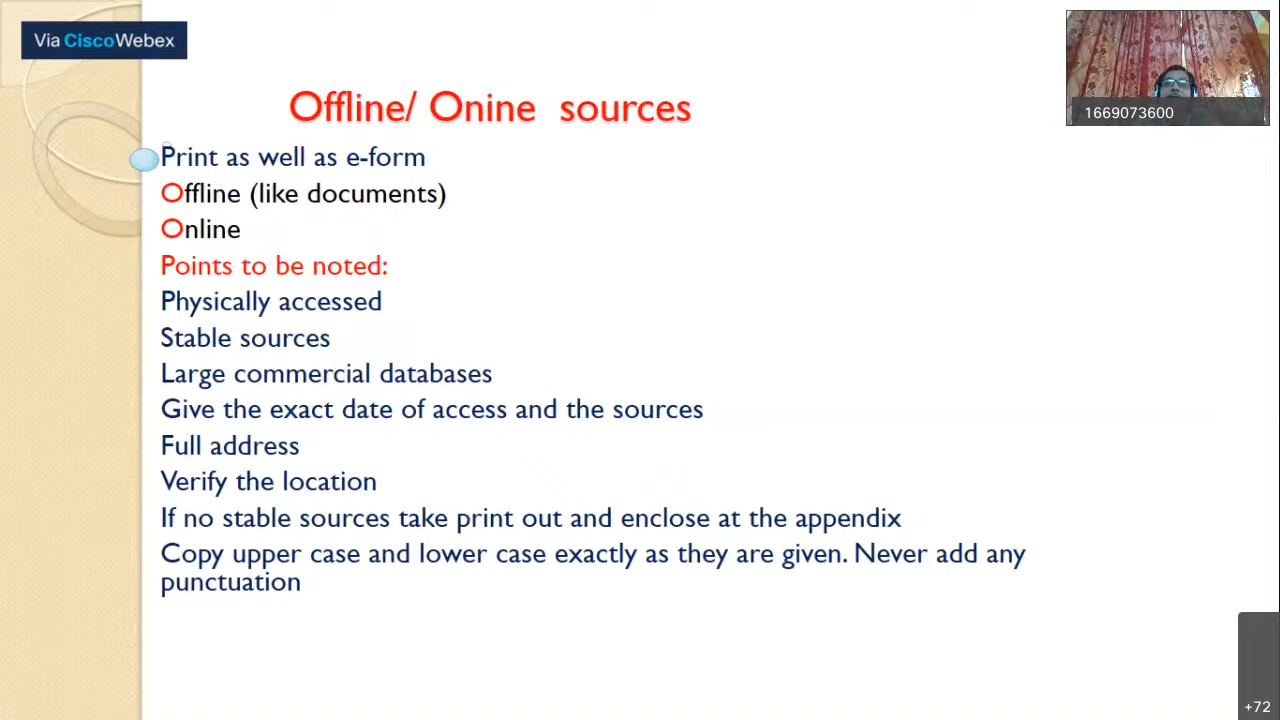 Via CiscoWebex
1669073600
Offline/ Onine sources
Print as well as e-form
Offline (like documents)
Online
Points to be noted:
Physically accessed
Stable sources
Large commercial databases
Give the exact date of access and the sources
Full address
Verify the location
If no stable sources take print out and enclose at the appendix
Copy upper case and lower case exactly as they are given. Never add any
punctuation
+72